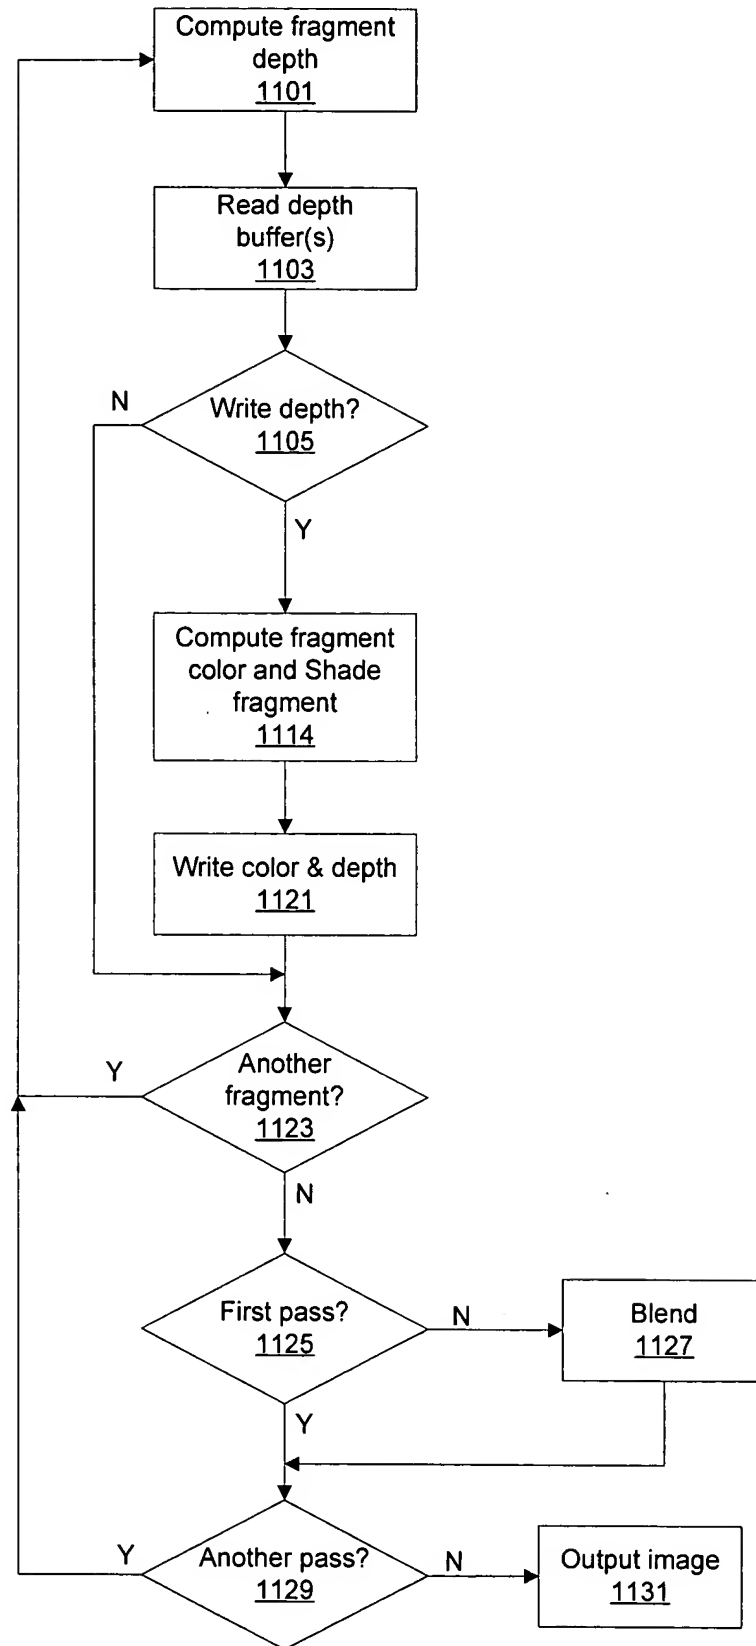 Compute fragment
depth
1101
Read depth
buffer(s)
1103
N
Write depth?
1105
Y
Compute fragment
color and Shade
fragment
1114
Write color & depth
1121
Y
Another
fragment?
1123
N
First pass?
1125
N
Blend
1127
Y
Y
Another pass?
1129
N
Output image
1131